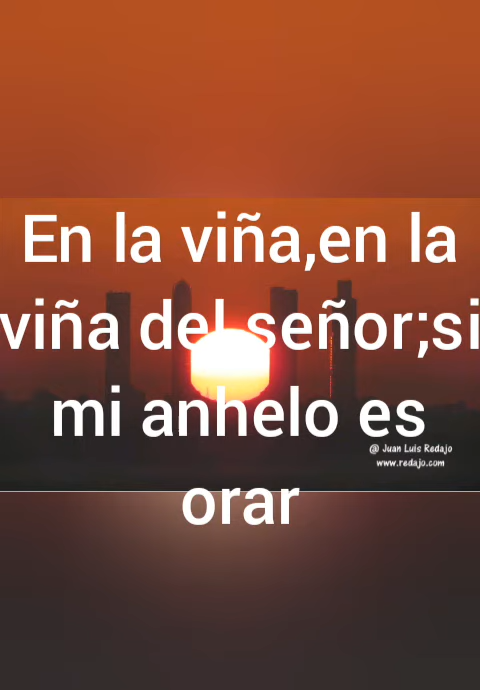 En la viña,en la
viña del señor;si
mi anhelo es
orar
@ Juan Luis Redajo
www.redajo.com